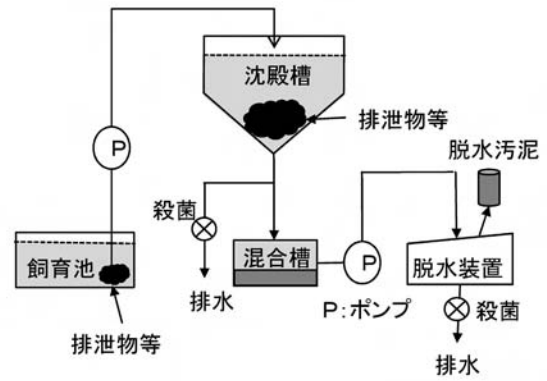 沈殿槽
排泄物等
P
脱水汚泥
殺菌
飼育池
混合槽
P
脱水装置
排水
P:ポンプ
殺菌
排泄物等
排水